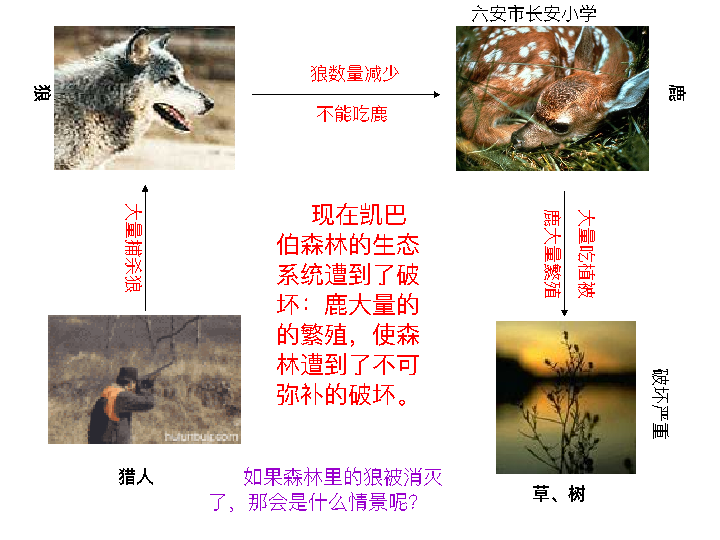 六安市长安小学
狼
狼数量减少
不能吃鹿
鹿
大量捕杀狼
现在凯巴
伯森林的生态
系统遭到了破
坏：鹿大量的
的繁殖，使森
林遭到了不可
弥补的破坏。
鹿大量繁殖
大量吃植被
hutunbuip.com
破坏严重
猎人
如果森林里的狼被消灭
了，那会是什么情景呢？
草、树